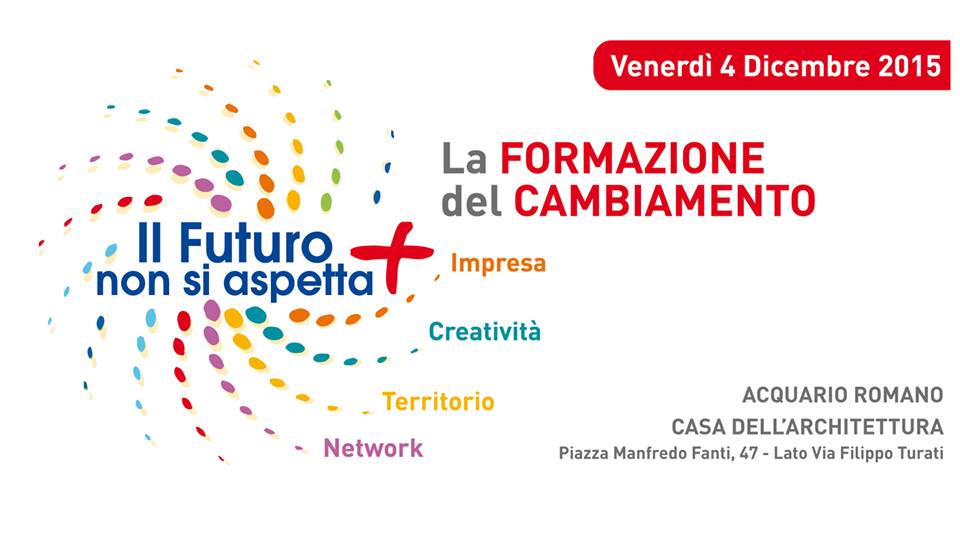 Venerdì 4 Dicembre 2015
La FORMAZIONE
del CAMBIAMENTO
Il Futuro
non si aspetta +
Impresa
Creatività
Territorio
Network
ACQUARIO ROMANO
CASA DELL'ARCHITETTURA
Piazza Manfredo Fanti, 47 - Lato Via Filippo Turati